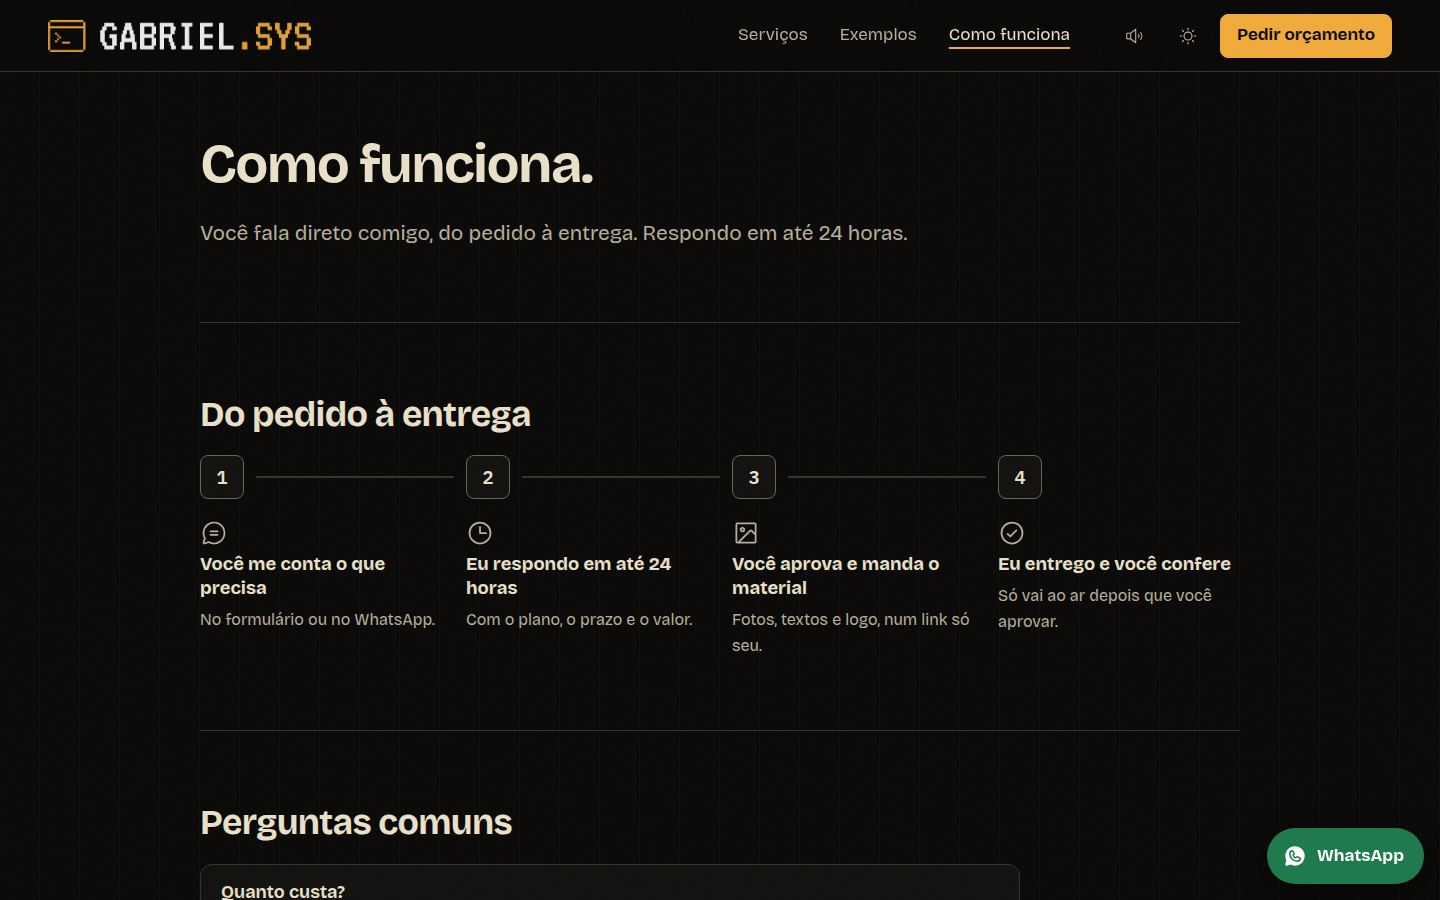 GABRIEL.SYS
Serviços
Exemplos
Como funciona
Pedir orçamento
Como funciona.
Você fala direto comigo, do pedido à entrega. Respondo em até 24 horas.
Do pedido à entrega
1
2
3
4
Você me conta o que
precisa
No formulário ou no WhatsApp.
Eu respondo em até 24
horas
Com o plano, o prazo e o valor.
Você aprova e manda o
material
Fotos, textos e logo, num link só
seu.
Eu entrego e você confere
Só vai ao ar depois que você
aprovar.
Perguntas comuns
Quanto custa?
WhatsApp